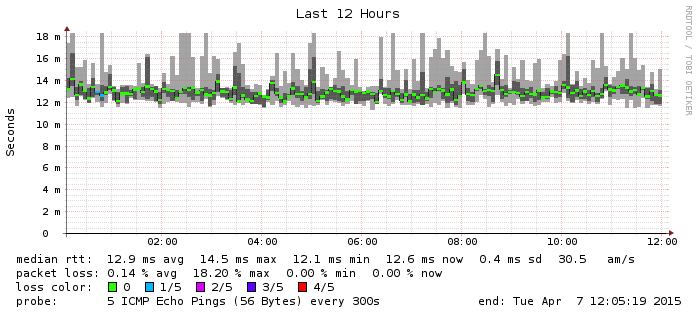 Last 12 Hours
RRDTOOL / TOBI OETIKER
Seconds
18 m
16 m
14 m
12 m
10 m
8 m
6 m
4 m
2 m
0
02:00 04:00 06:00 08:00 10:00 12:00
median rtt: 12.9 ms avg 14.5 ms max 12.1 ms min 12.6 ms now 0.4 ms sd 30.5 am/s
packet loss: 0.14 % avg 18.20 % max 0.00 % min 0.00 % now
loss color: 0 1/5 2/5 3/5 4/5
probe: 5 ICMP Echo Pings (56 Bytes) every 300s end: Tue Apr 7 12:05:19 2015